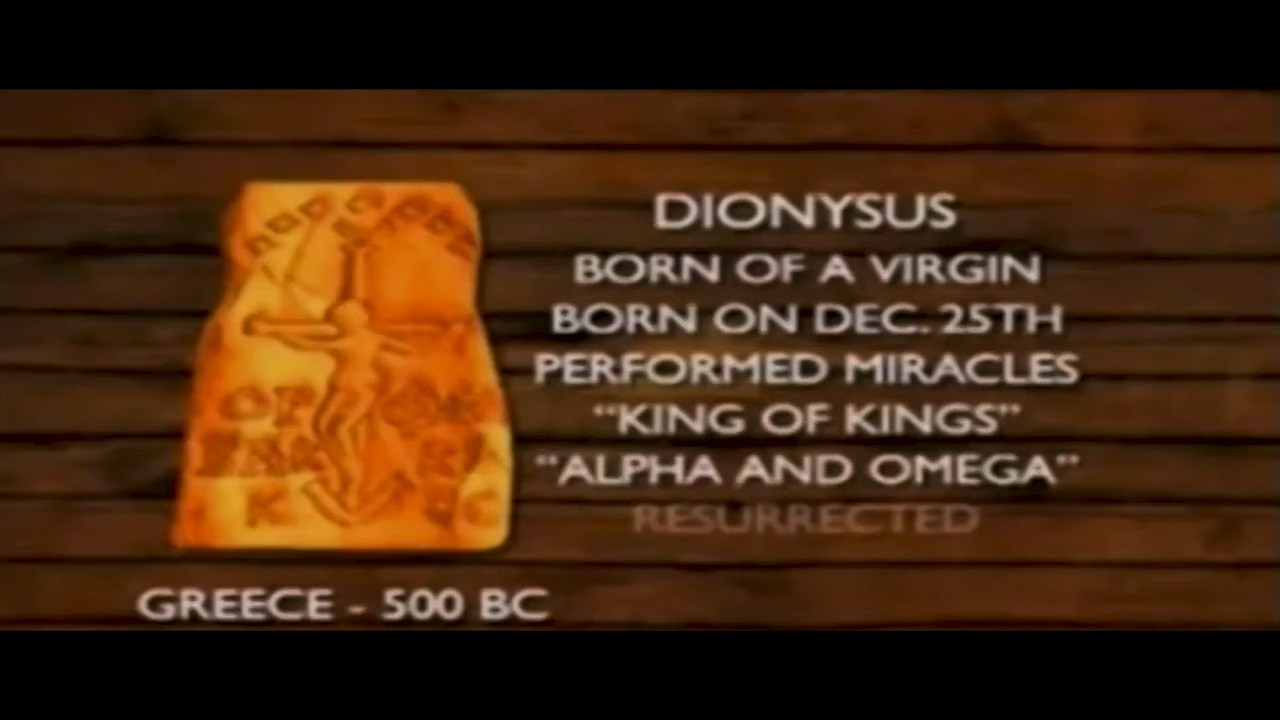 DIONYSUS
BORN OF A VIRGIN
BORN ON DEC. 25TH
PERFORMED MIRACLES
“KING OF KINGS”
“ALPHA AND OMEGA”
RESURRECTED
GREECE - 500 BC